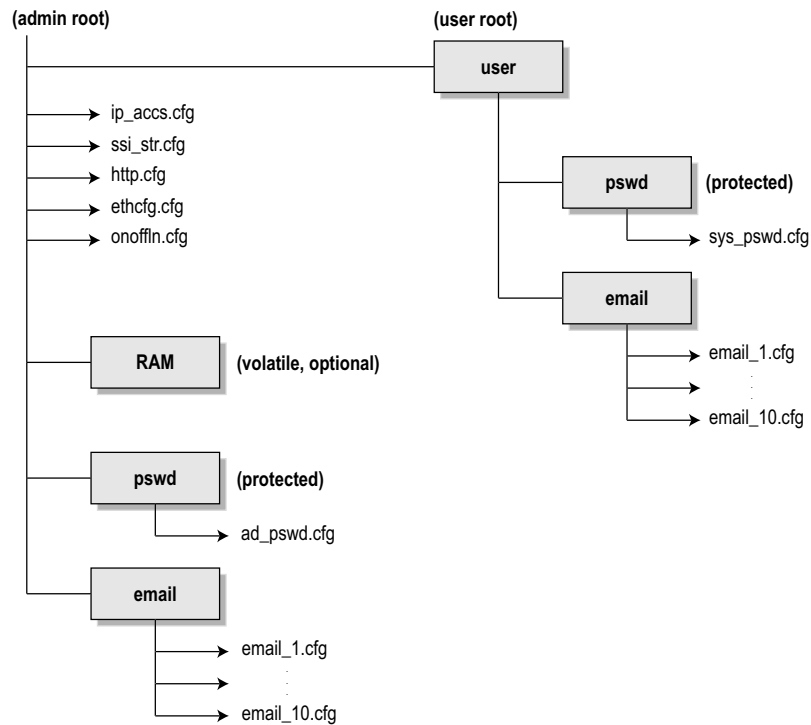 (admin root)
(user root)
user
ip_accs.cfg
ssi_str.cfg
http.cfg
ethcfg.cfg
onoffln.cfg
pswd
(protected)
sys_pswd.cfg
email
email_1.cfg
email_10.cfg
RAM
(volatile, optional)
pswd
(protected)
ad_pswd.cfg
email
email_1.cfg
email_10.cfg